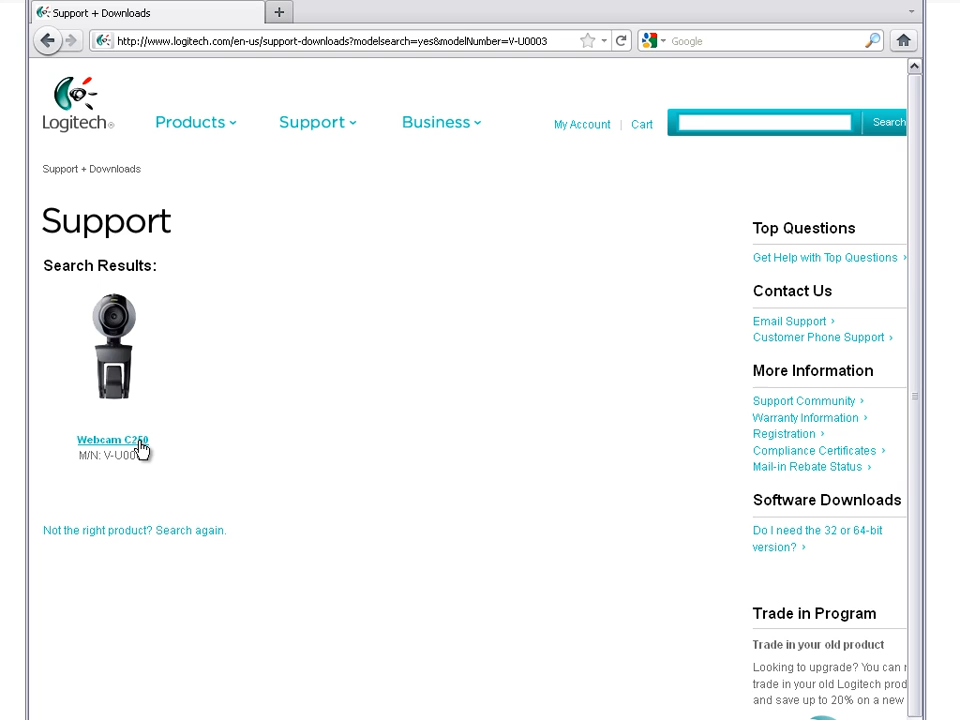 Support + Downloads
http://www.logitech.com/en-us/support-downloads?modelsearch=yes&modelNumber=V-U0003
Google
Logitech
Products
Support
Business
My Account | Cart
Search
Support + Downloads
Support
Search Results:
Webcam C250
M/N: V-U00
Not the right product? Search again.
Top Questions
Get Help with Top Questions ›
Contact Us
Email Support ›
Customer Phone Support ›
More Information
Support Community ›
Warranty Information ›
Registration ›
Compliance Certificates ›
Mail-in Rebate Status ›
Software Downloads
Do I need the 32 or 64-bit
version? ›
Trade in Program
Trade in your old product
Looking to upgrade? You can
trade in your old Logitech prod
and save up to 20% on a new